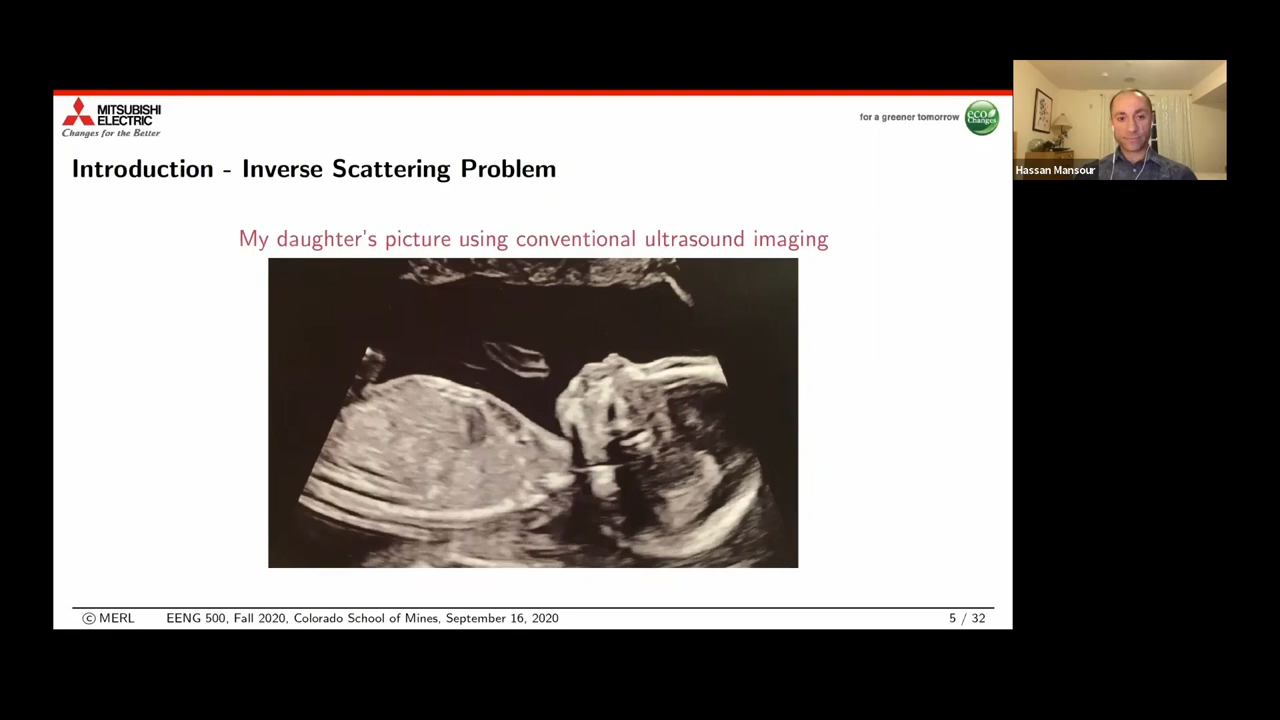 MITSUBISHI
ELECTRIC
Changes for the Better
for a greener tomorrow
eco
Changes
Hassan Mansour
Introduction - Inverse Scattering Problem
My daughter's picture using conventional ultrasound imaging
© MERL EENG 500, Fall 2020, Colorado School of Mines, September 16, 2020 5 / 32